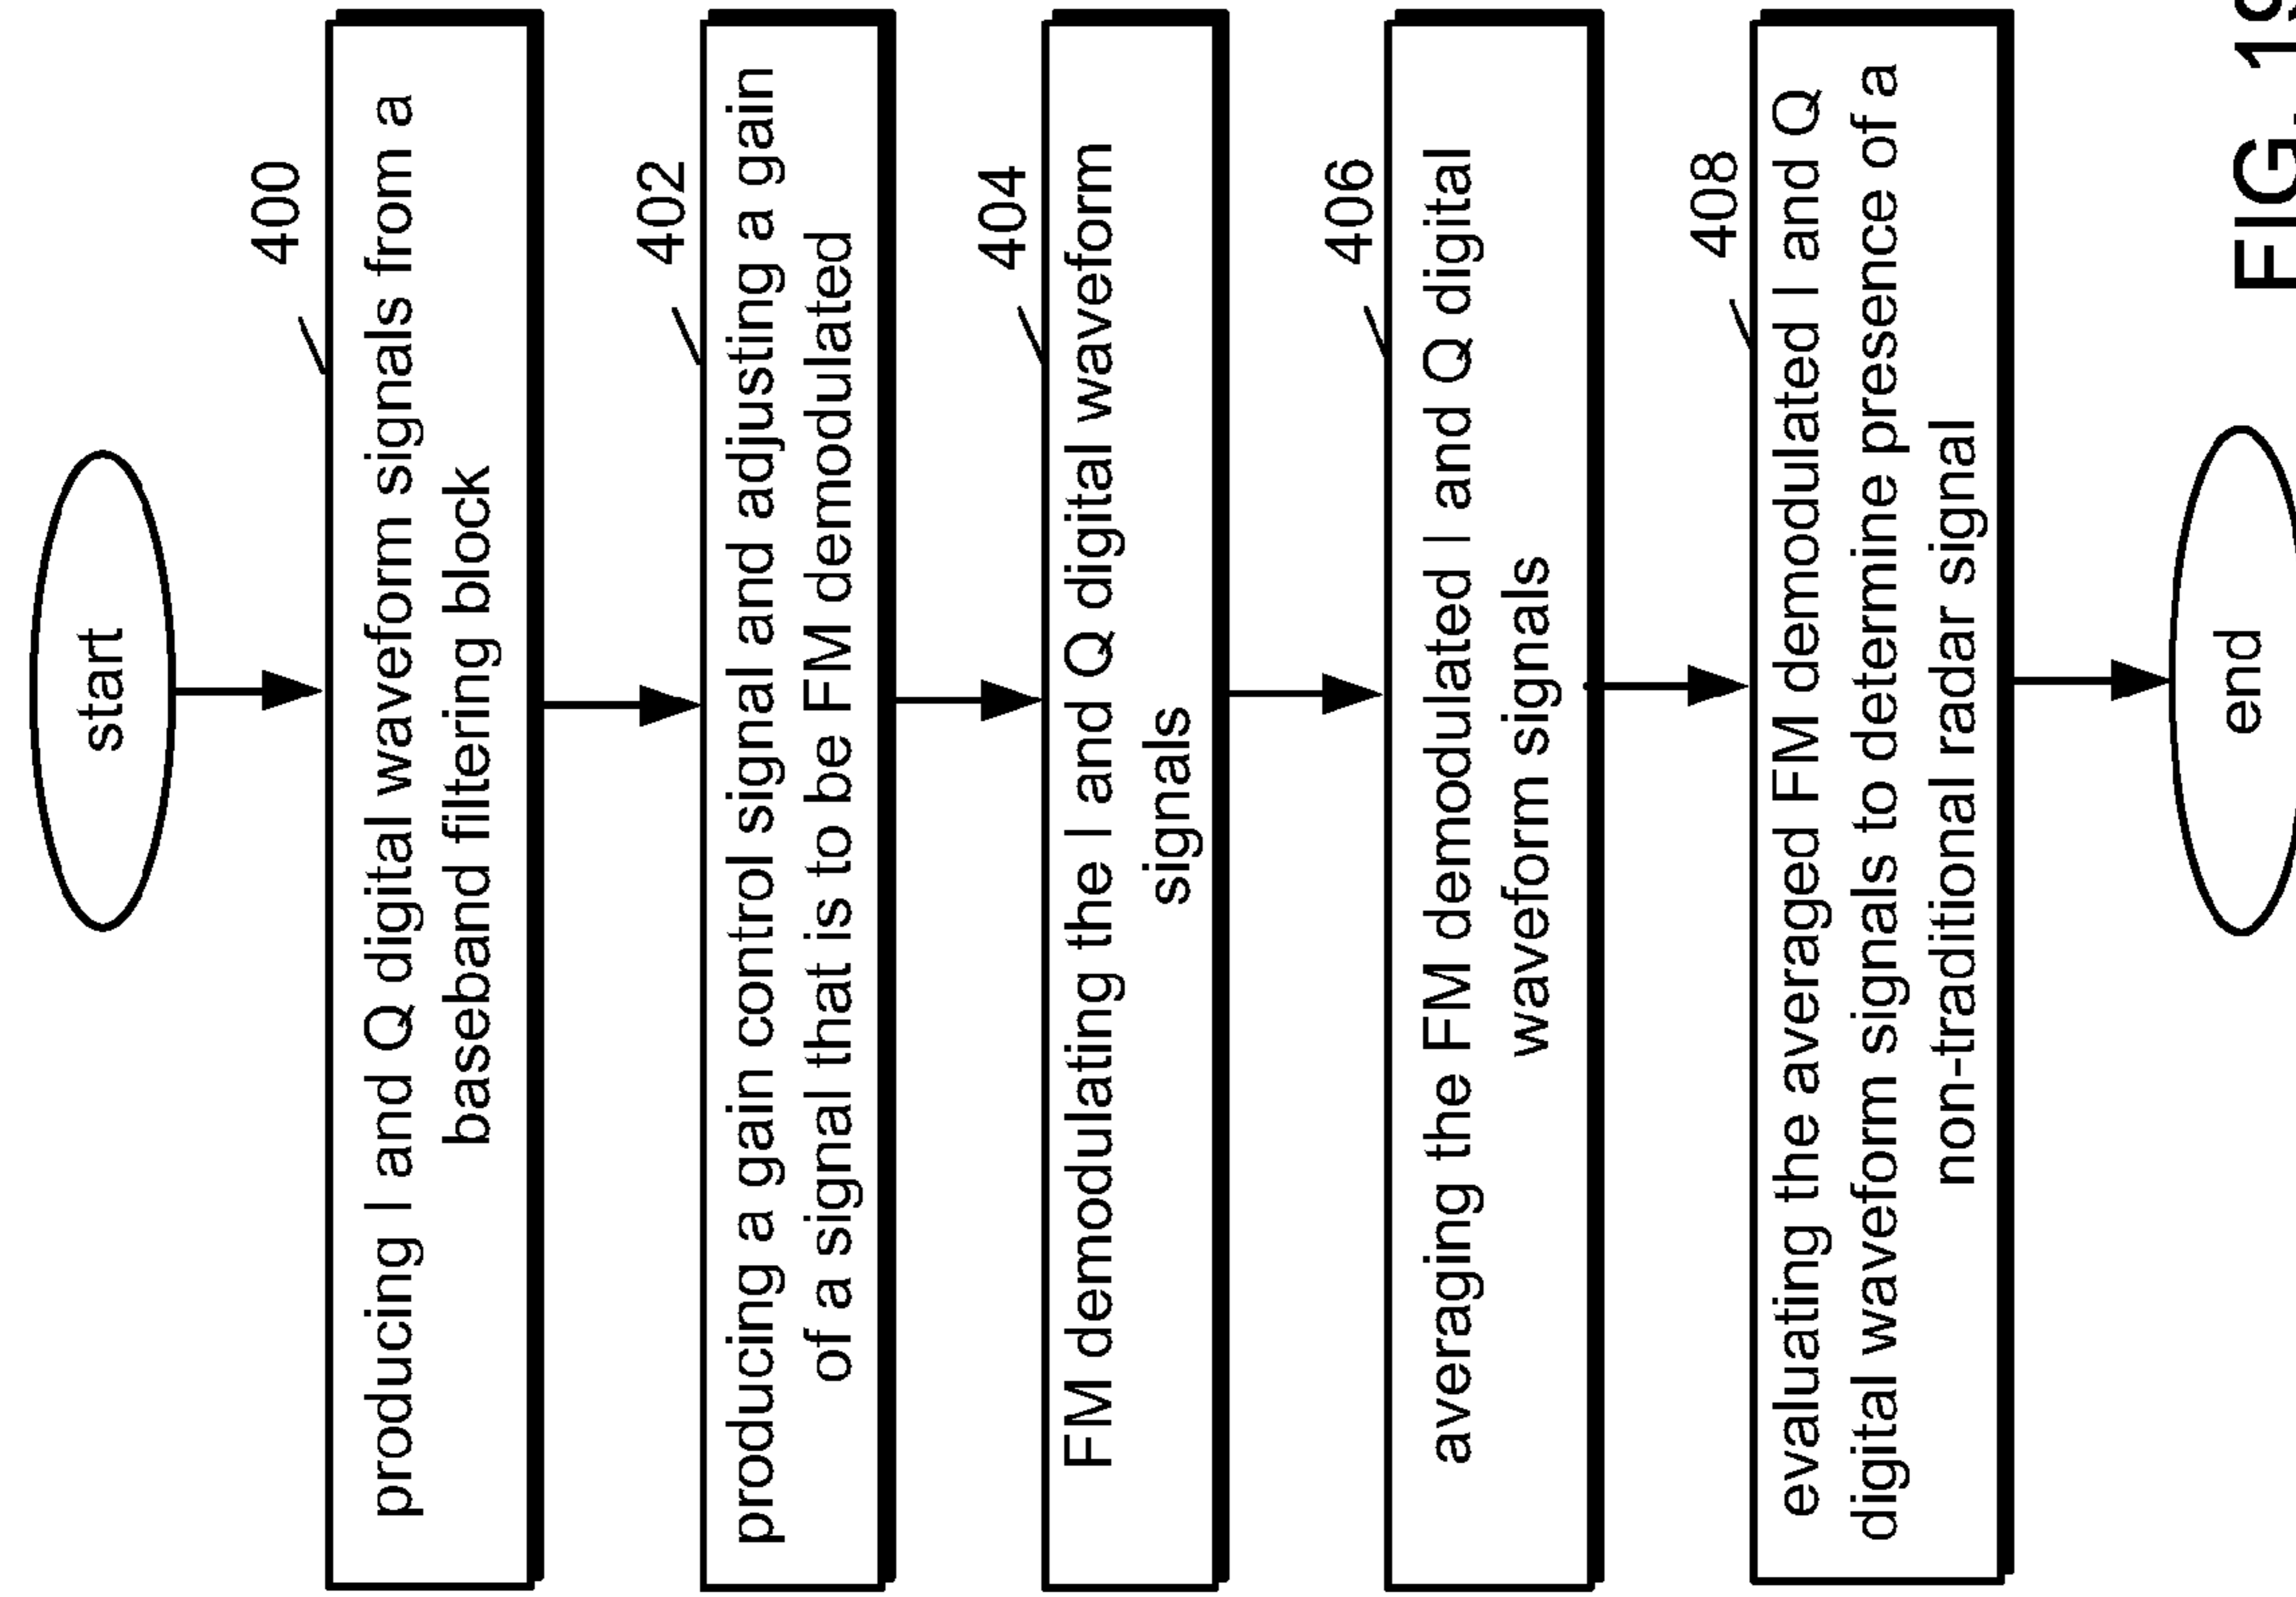 start
400
producing I and Q digital waveform signals from a
baseband filtering block
402
producing a gain control signal and adjusting a gain
of a signal that is to be FM demodulated
404
FM demodulating the I and Q digital waveform
signals
406
averaging the FM demodulated I and Q digital
waveform signals
408
evaluating the averaged FM demodulated I and Q
digital waveform signals to determine presence of a
non-traditional radar signal
end
FIG. 19